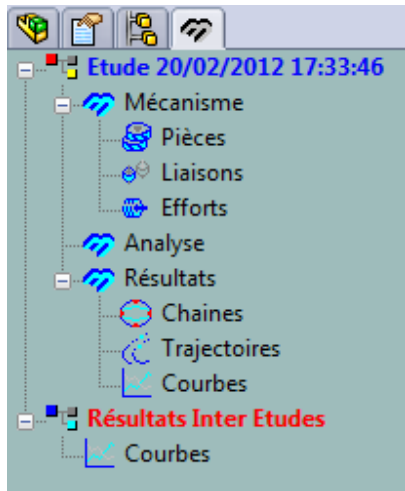 Etude 20/02/2012 17:33:46
Mécanisme
Pièces
Liaisons
Efforts
Analyse
Résultats
Chaines
Trajectoires
Courbes
Résultats Inter Etudes
Courbes